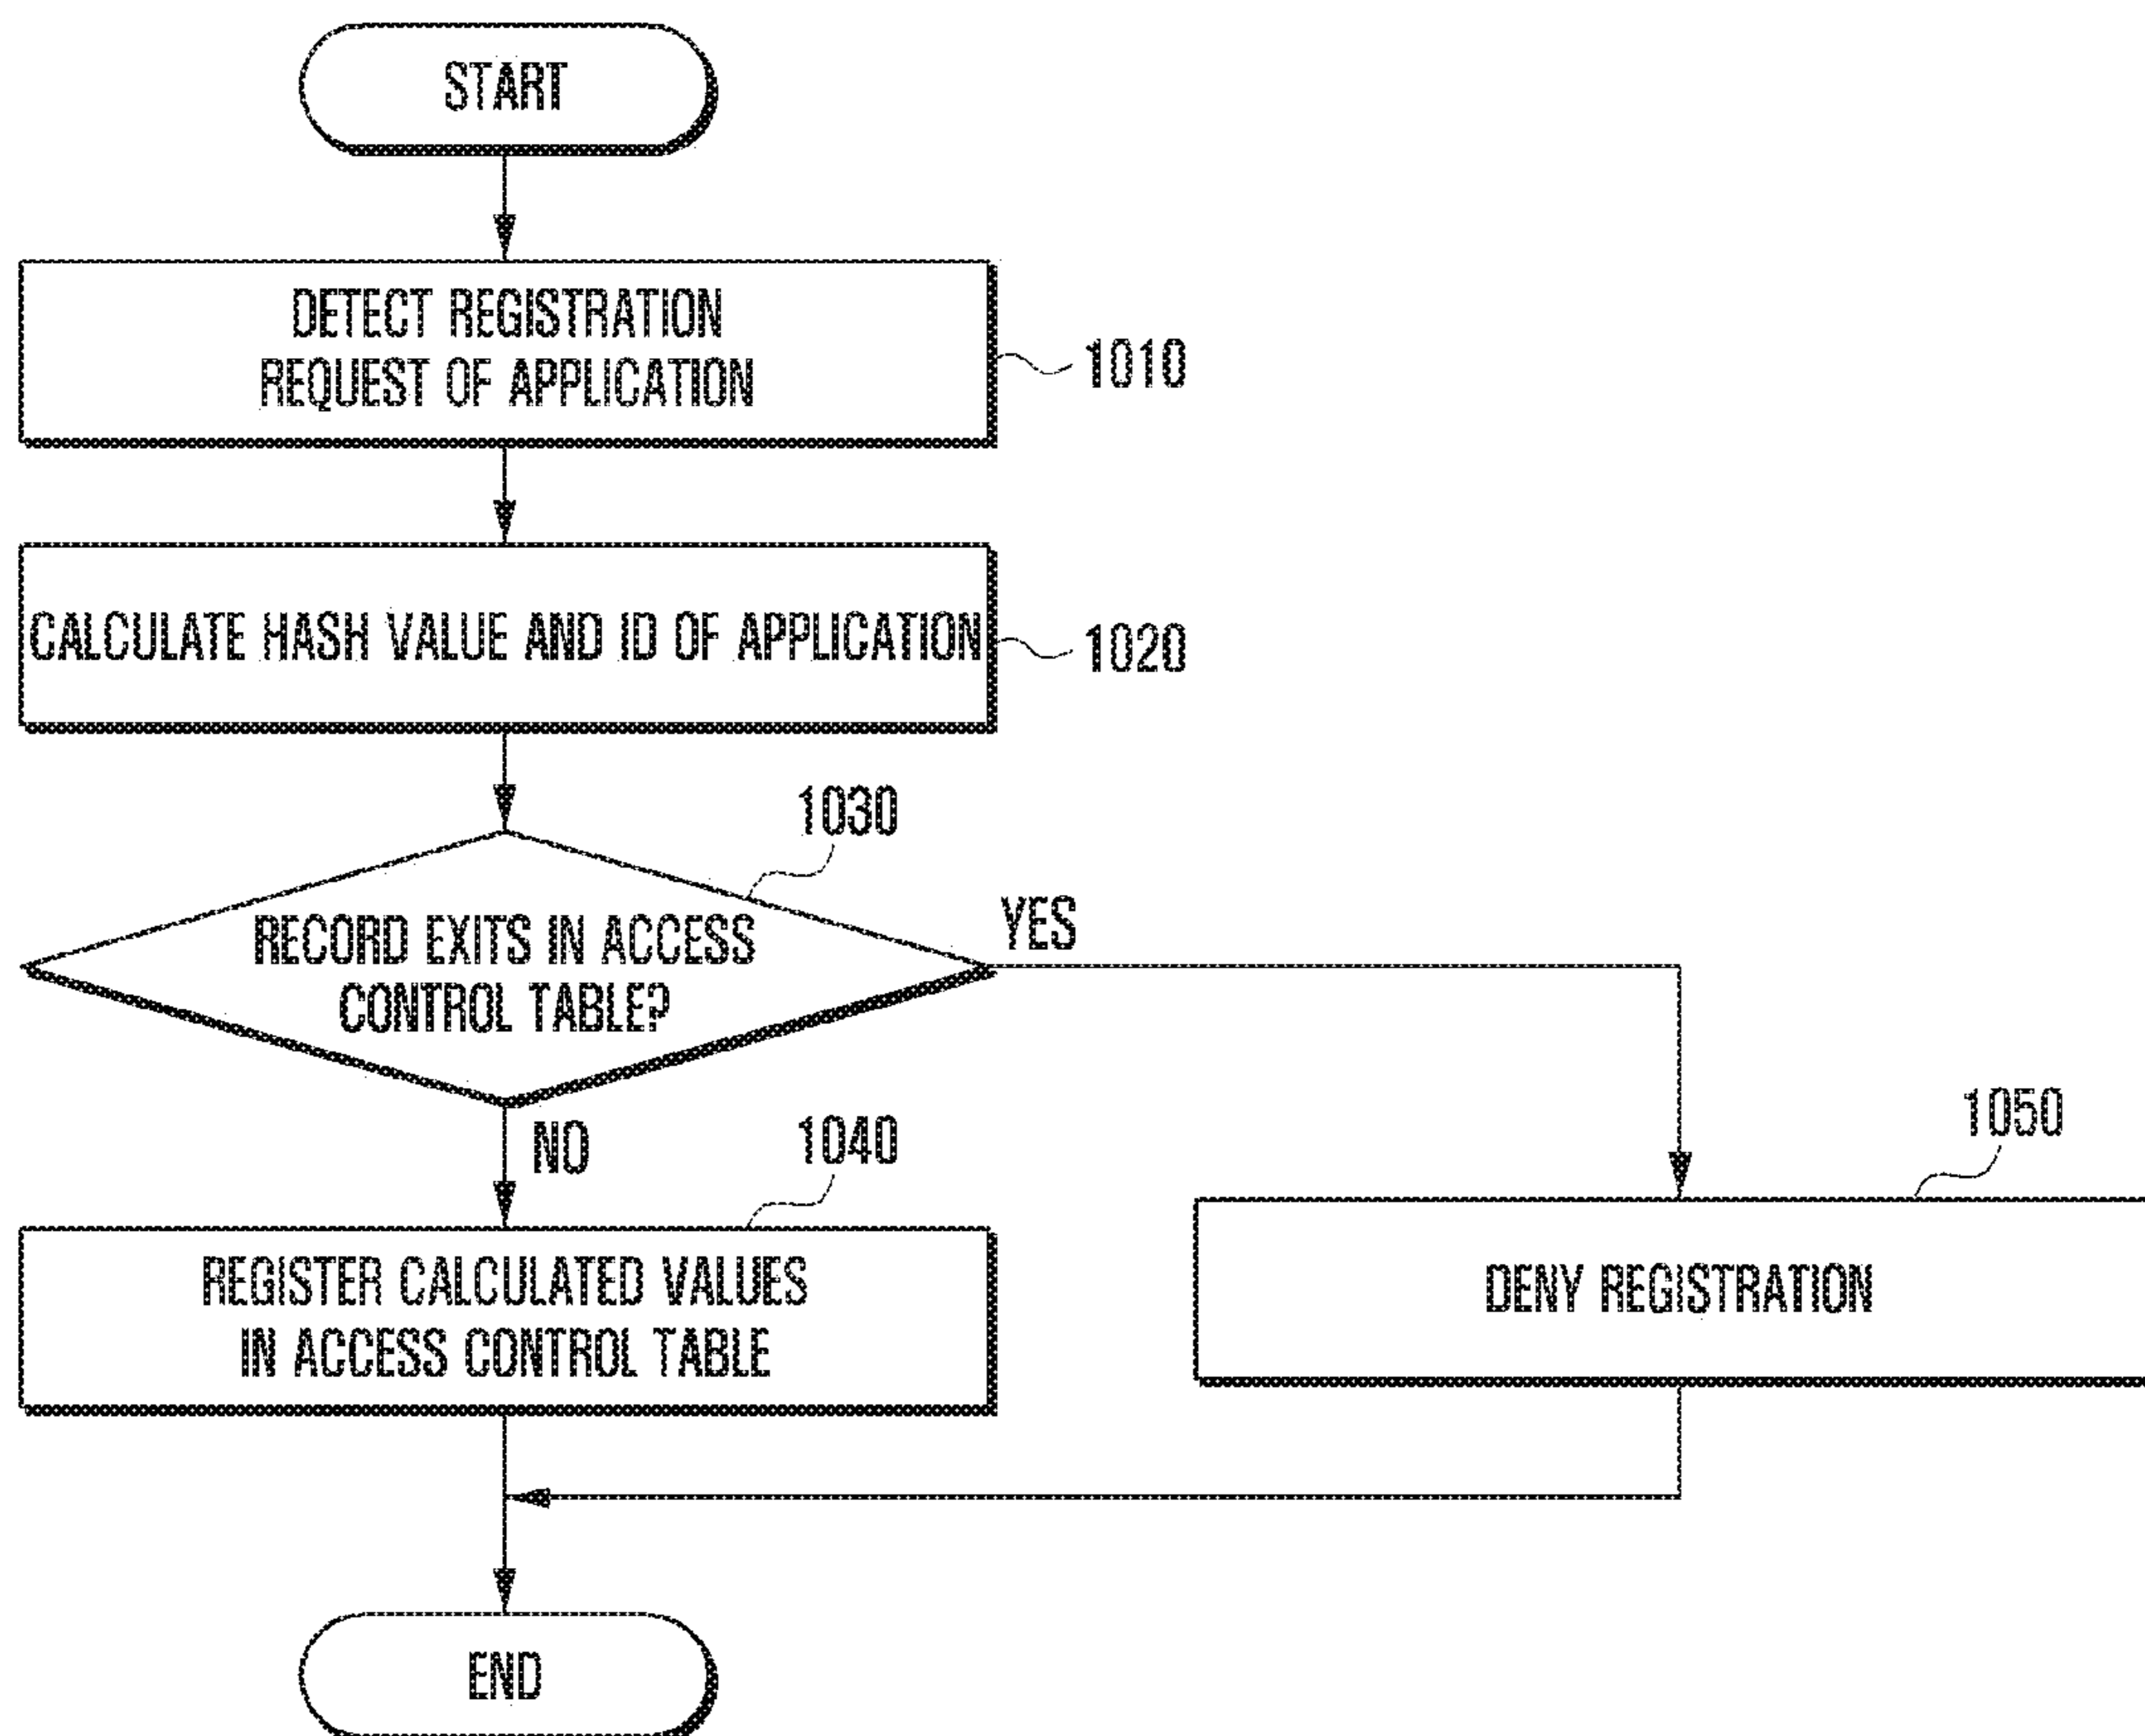 START
DETECT REGISTRATION
REQUEST OF APPLICATION
1010
CALCULATE HASH VALUE AND ID OF APPLICATION
1020
1030
RECORD EXITS IN ACCESS
CONTROL TABLE?
YES
NO
1040
REGISTER CALCULATED VALUES
IN ACCESS CONTROL TABLE
1050
DENY REGISTRATION
END